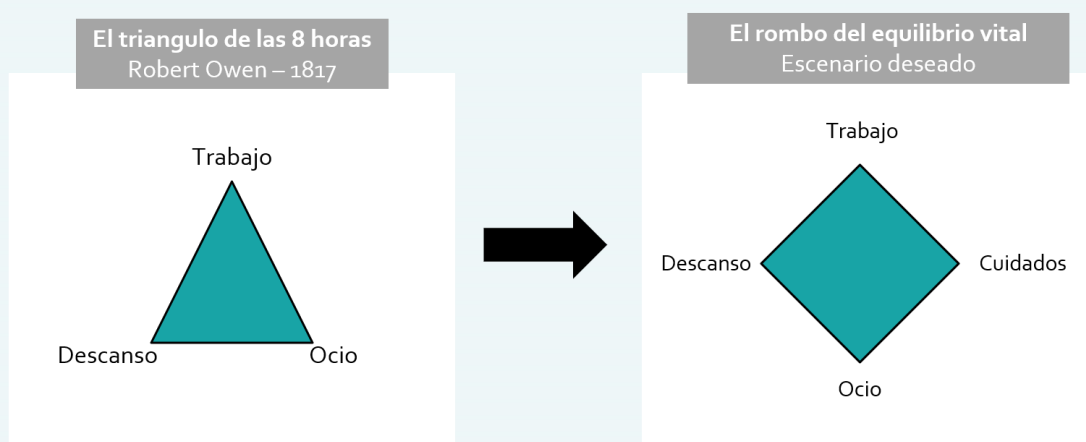 El triangulo de las 8 horas
Robert Owen – 1817
Trabajo
Descanso
Ocio
El rombo del equilibrio vital
Escenario deseado
Trabajo
Descanso
Cuidados
Ocio